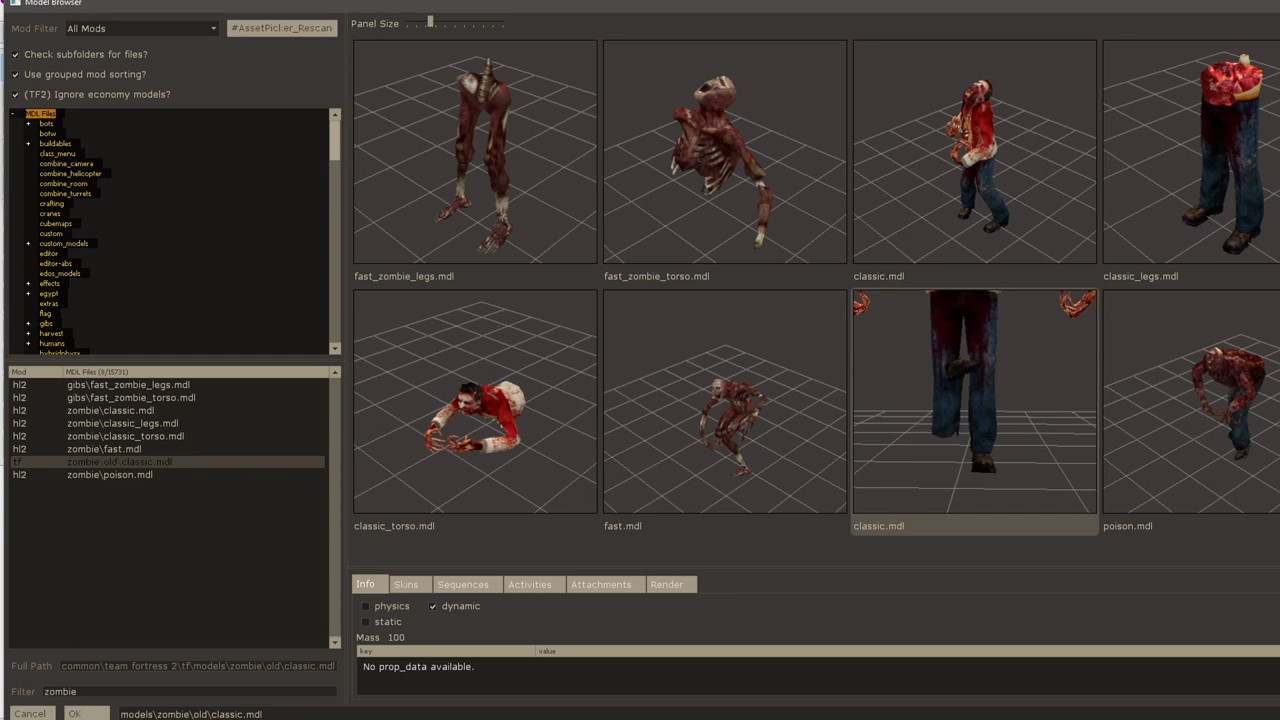 Model Browser
Mod Filter All Mods #AssetPicker_Rescan
Check subfolders for files?
Use grouped mod sorting?
(TF2) Ignore economy models?
- MDL Files
+ bots
botw
+ buildables
class_menu
combine_camera
combine_helicopter
combine_room
combine_turrets
crafting
cranes
cubemaps
custom
+ custom_models
editor
editor-abs
edos_models
+ effects
+ egypt
extras
flag
+ gibs
+ harvest
+ humans
hybridphysx
Mod MDL Files (8/15731)
hl2 gibs\fast_zombie_legs.mdl
hl2 gibs\fast_zombie_torso.mdl
hl2 zombie\classic.mdl
hl2 zombie\classic_legs.mdl
hl2 zombie\classic_torso.mdl
hl2 zombie\fast.mdl
tf zombie\old\classic.mdl
hl2 zombie\poison.mdl
Full Path common\team fortress 2\tf\models\zombie\old\classic.mdl
Filter zombie
Cancel OK models\zombie\old\classic.mdl
Panel Size
fast_zombie_legs.mdl fast_zombie_torso.mdl classic.mdl classic_legs.mdl
classic_torso.mdl fast.mdl classic.mdl poison.mdl
Info Skins Sequences Activities Attachments Render
physics dynamic
static
Mass 100
key value
No prop_data available.